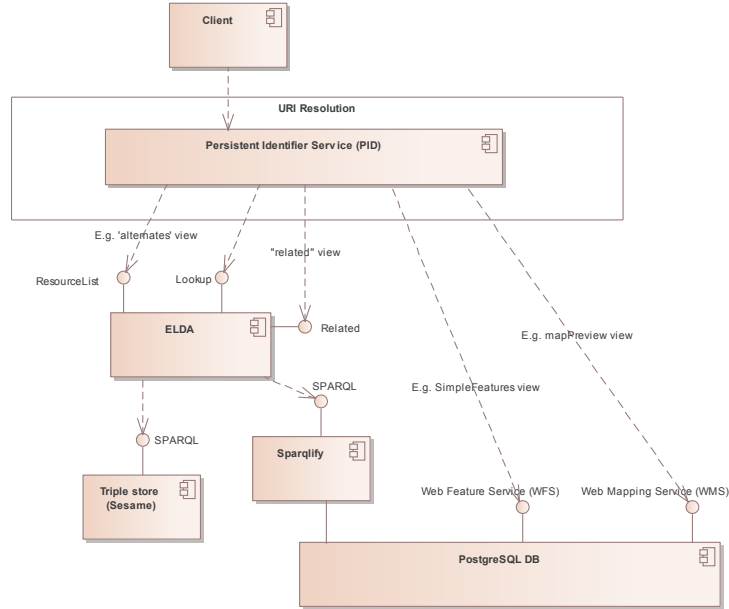 Client
URI Resolution
Persistent Identifier Service (PID)
E.g. 'alternates' view
"related" view
ResourceList
Lookup
ELDA
Related
E.g. mapPreview view
E.g. SimpleFeatures view
SPARQL
SPARQL
Sparqlify
Triple store
(Sesame)
Web Feature Service (WFS)
Web Mapping Service (WMS)
PostgreSQL DB